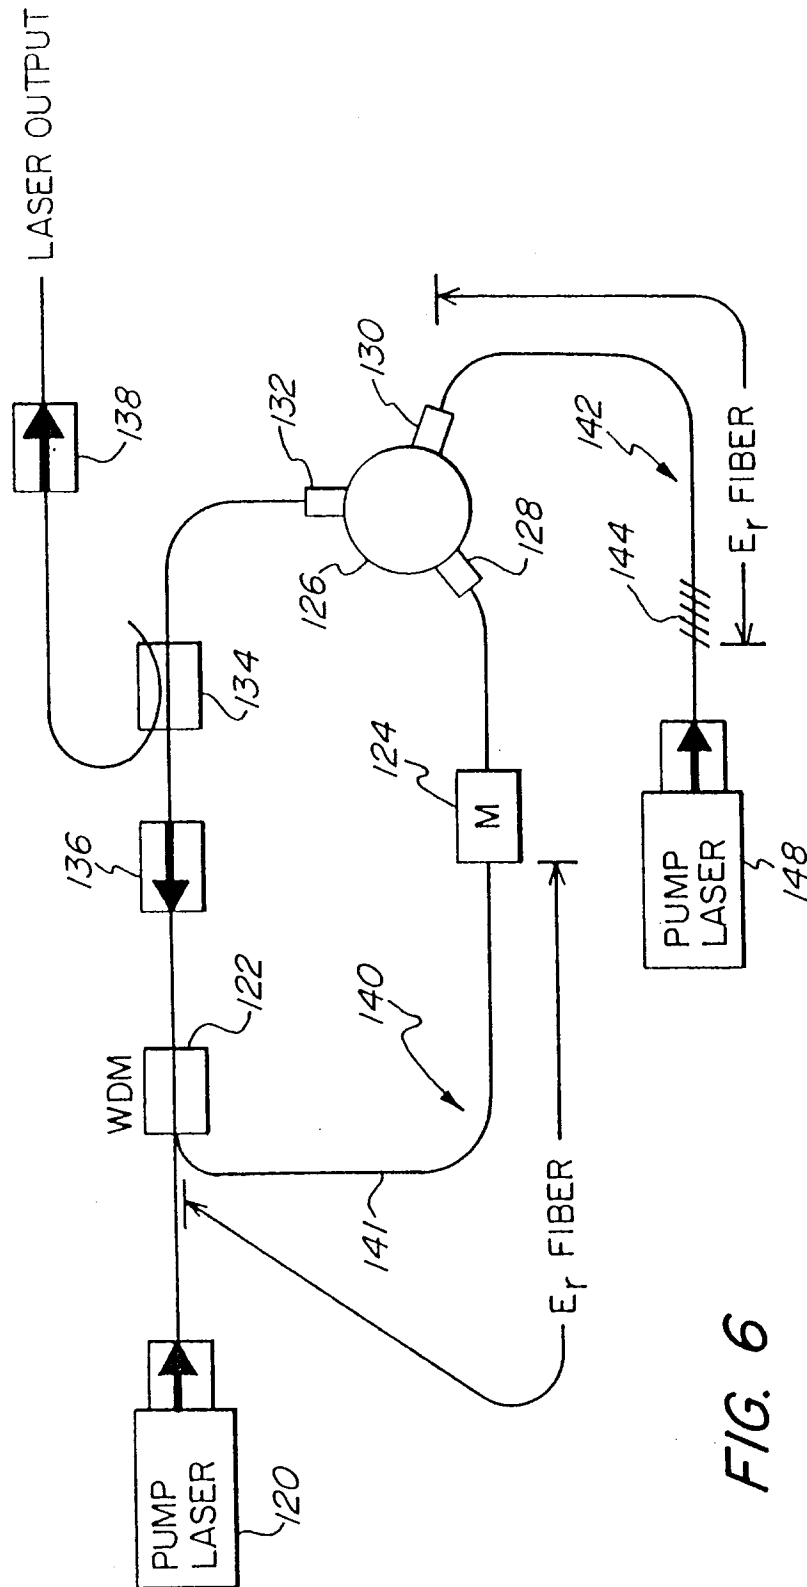 LASER OUTPUT
138
132
130
126
128
134
136
WDM
122
124
M
142
144
Er FIBER
140
141
Er FIBER
PUMP
LASER
120
PUMP
LASER
148
FIG. 6